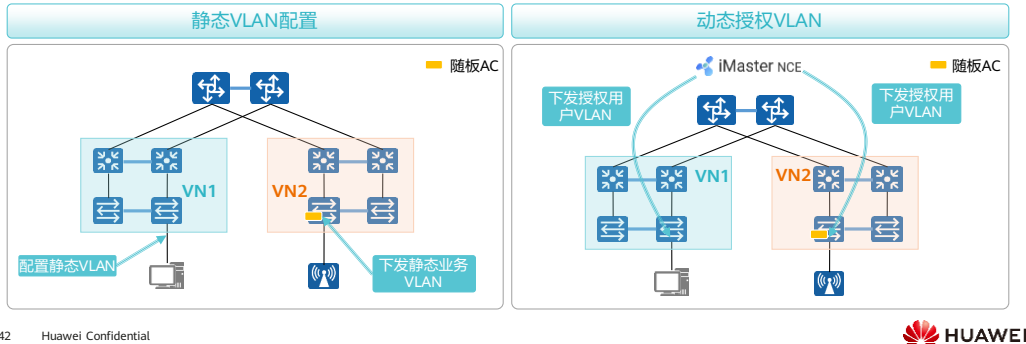 静态VLAN配置
随板AC
VN1
VN2
配置静态VLAN
下发静态业务
VLAN
动态授权VLAN
iMaster NCE
随板AC
下发授权用
户VLAN
下发授权用
户VLAN
VN1
VN2
42 Huawei Confidential
HUAWEI